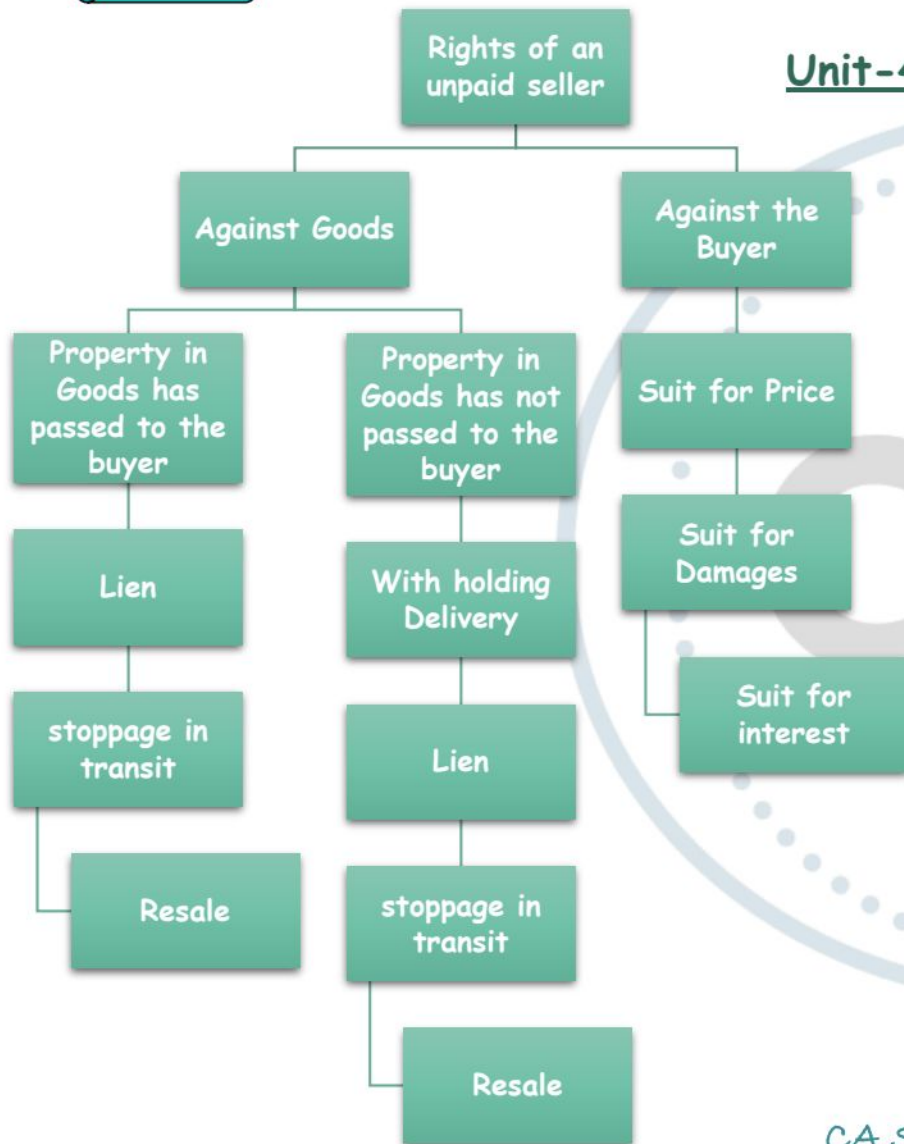 Rights of an
unpaid seller
Unit-4
Against Goods
Against the
Buyer
Property in
Goods has
passed to the
buyer
Property in
Goods has not
passed to the
buyer
Suit for Price
Lien
With holding
Delivery
Suit for
Damages
stoppage in
transit
Lien
Suit for
interest
Resale
stoppage in
transit
Resale
CA S